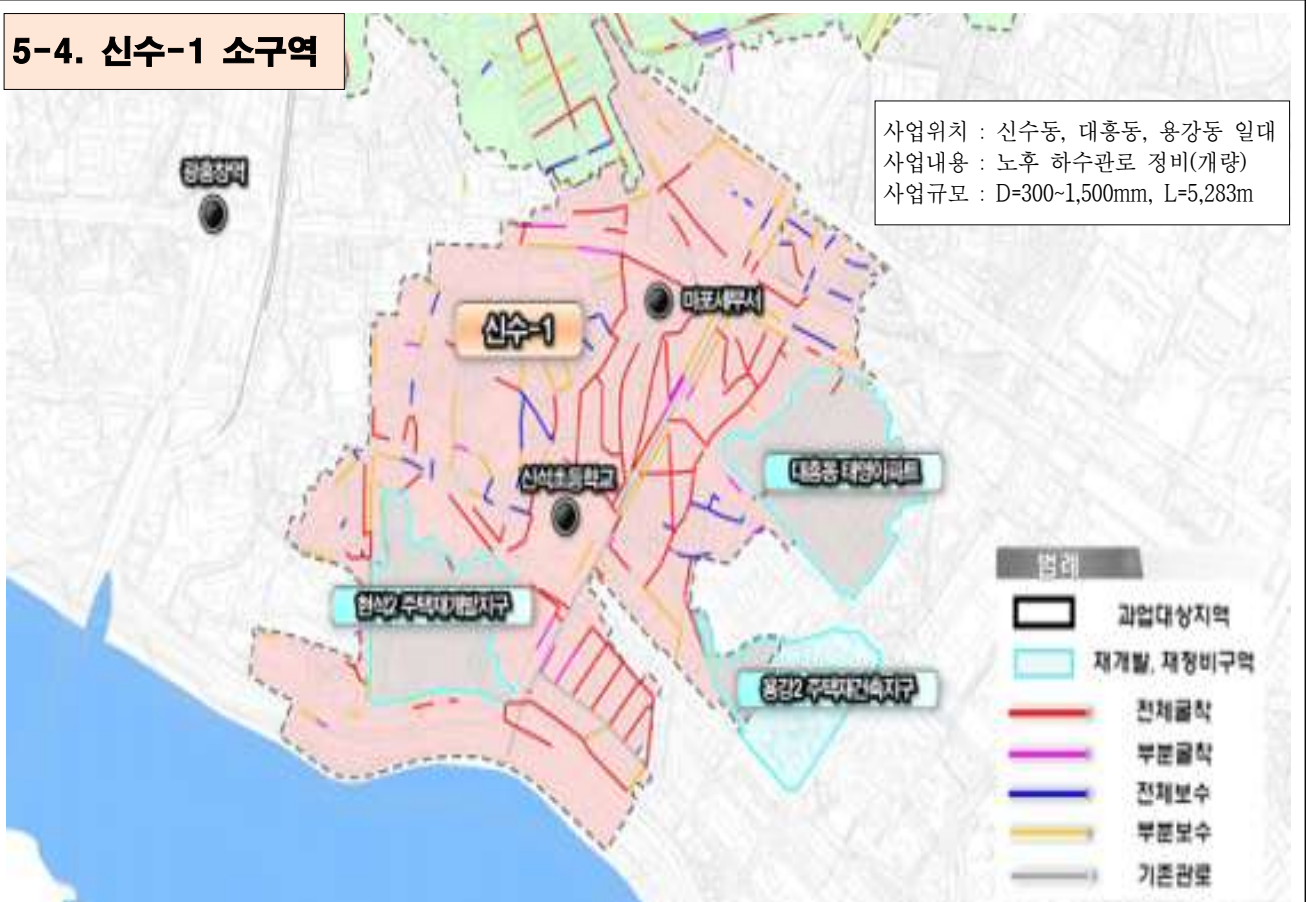 5-4. 신수-1 소구역
사업위치 : 신수동, 대흥동, 용강동 일대
사업내용 : 노후 하수관로 정비(개량)
사업규모 : D=300~1,500mm, L=5,283m
광흥창역
마포세무서
신수-1
대흥동 태영아파트
신석초등학교
현석2 주택재개발지구
용강2 주택재건축지구
범례
과업대상지역
재개발, 재정비구역
전체굴착
부분굴착
전체보수
부분보수
기존관로